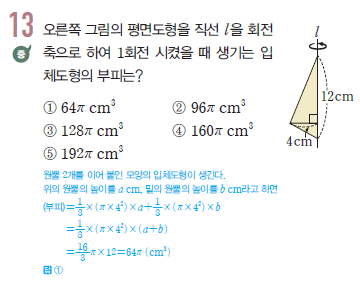 13
중
오른쪽 그림의 평면도형을 직선 l을 회전
축으로 하여 1회전 시켰을 때 생기는 입
체도형의 부피는?
① 64π cm³
② 96π cm³
③ 128π cm³
④ 160π cm³
⑤ 192π cm³
l
12cm
4cm
원뿔 2개를 이어 붙인 모양의 입체도형이 생긴다.
위의 원뿔의 높이를 a cm, 밑의 원뿔의 높이를 b cm라고 하면
(부피)=1/3×(π×4²)×a+1/3×(π×4²)×b
=1/3×(π×4²)×(a+b)
=16/3π×12=64π (cm³)
답 ①